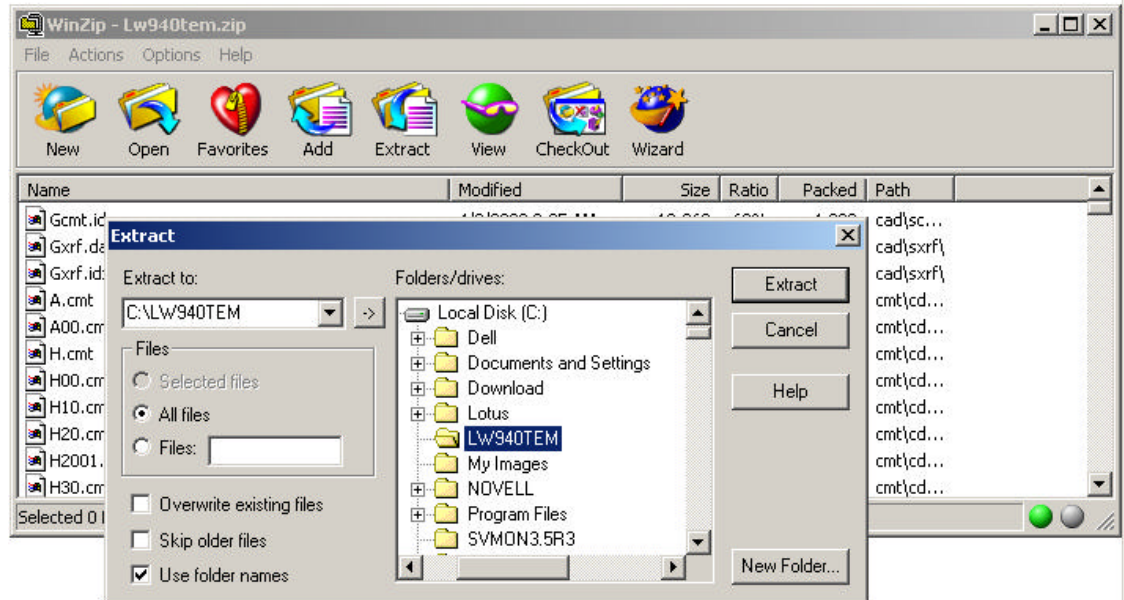 WinZip - Lw940tem.zip
File Actions Options Help
New Open Favorites Add Extract View CheckOut Wizard
Name Modified Size Ratio Packed Path
Gcmt.id cad\sc...
Gxrf.da cad\sxrf\
Gxrf.id cad\sxrf\
A.cmt cmt\cd...
A00.cm cmt\cd...
H.cmt cmt\cd...
H00.cm cmt\cd...
H10.cm cmt\cd...
H20.cm cmt\cd...
H2001. cmt\cd...
H30.cm cmt\cd...
Selected 0
Extract
Extract to:
C:\LW940TEM
->
Files
Selected files
All files
Files:
Overwrite existing files
Skip older files
Use folder names
Folders/drives:
Local Disk (C:)
Dell
Documents and Settings
Download
Lotus
LW940TEM
My Images
NOVELL
Program Files
SVMON3.5R3
Extract
Cancel
Help
New Folder...